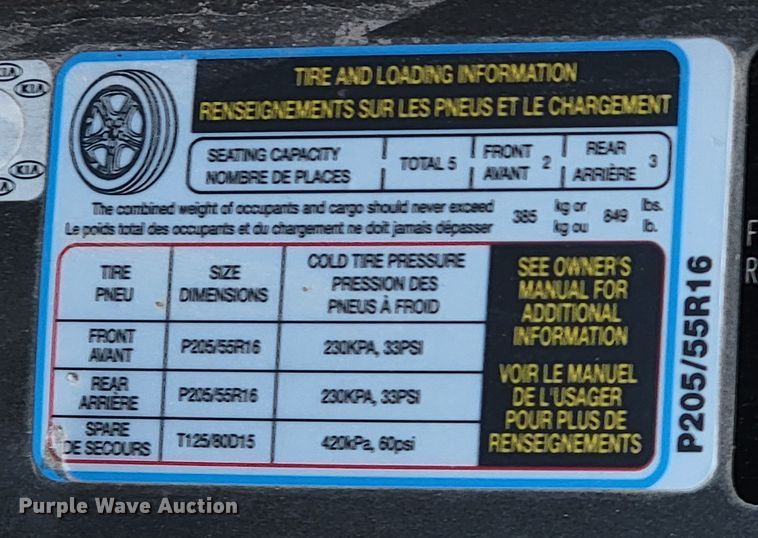 KIA
KIA
KIA
TIRE AND LOADING INFORMATION
RENSEIGNEMENTS SUR LES PNEUS ET LE CHARGEMENT
SEATING CAPACITY
NOMBRE DE PLACES
TOTAL 5
FRONT
AVANT
2
REAR
ARRIÈRE
3
The combined weight of occupants and cargo should never exceed 385 kg or 849 lbs.
Le poids total des occupants et du chargement ne doit jamais dépasser kg ou lb.
TIRE
PNEU
SIZE
DIMENSIONS
COLD TIRE PRESSURE
PRESSION DES
PNEUS À FROID
FRONT
AVANT
P205/55R16
230KPA, 33PSI
REAR
ARRIÈRE
P205/55R16
230KPA, 33PSI
SPARE
DE SECOURS
T125/80D15
420kPa, 60psi
SEE OWNER'S
MANUAL FOR
ADDITIONAL
INFORMATION
VOIR LE MANUEL
DE L'USAGER
POUR PLUS DE
RENSEIGNEMENTS
P205/55R16
F
R
Purple Wave Auction